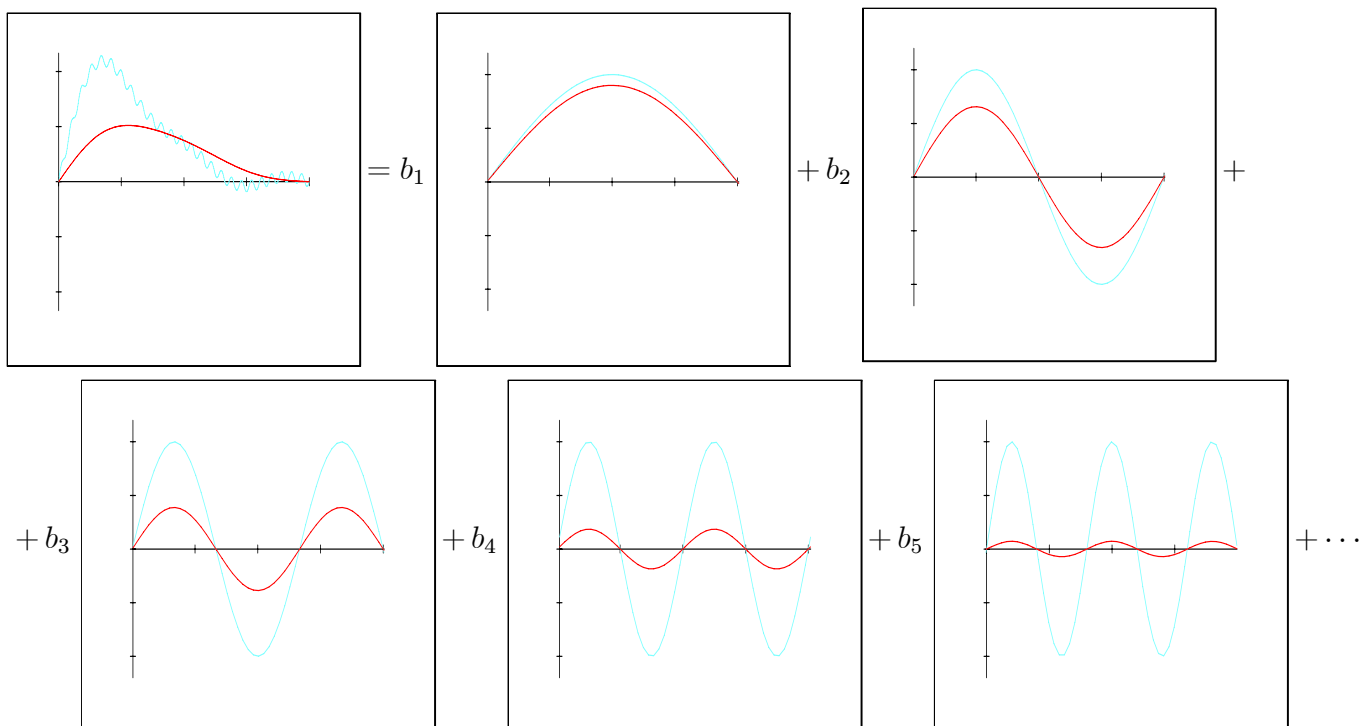 = b₁ + b₂ +
+ b₃ + b₄ + b₅ + ⋯